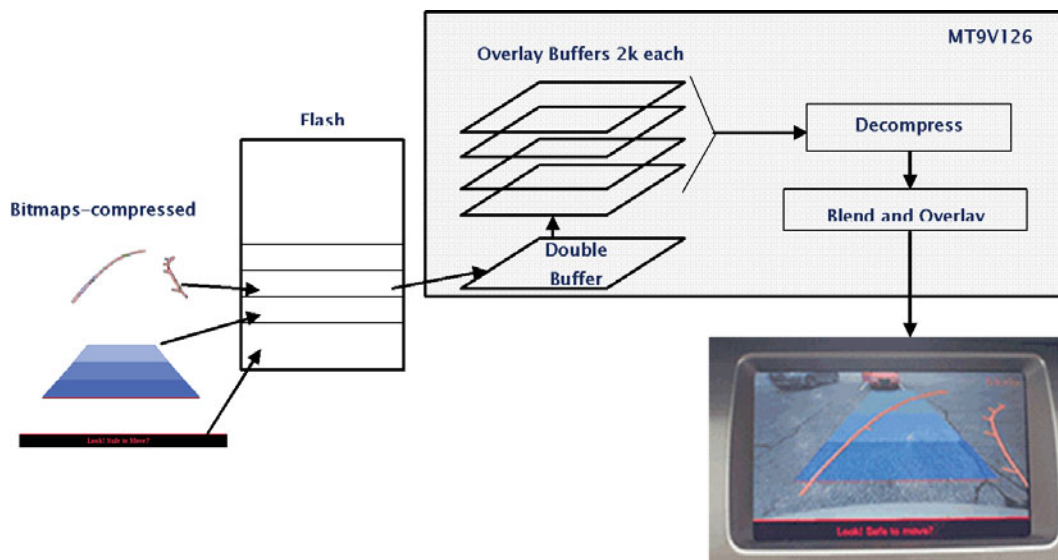 MT9V126
Overlay Buffers 2k each
Flash
Decompress
Bitmaps-compressed
Blend and Overlay
Double
Buffer
Look! Safe to Move?
Look! Safe to move?